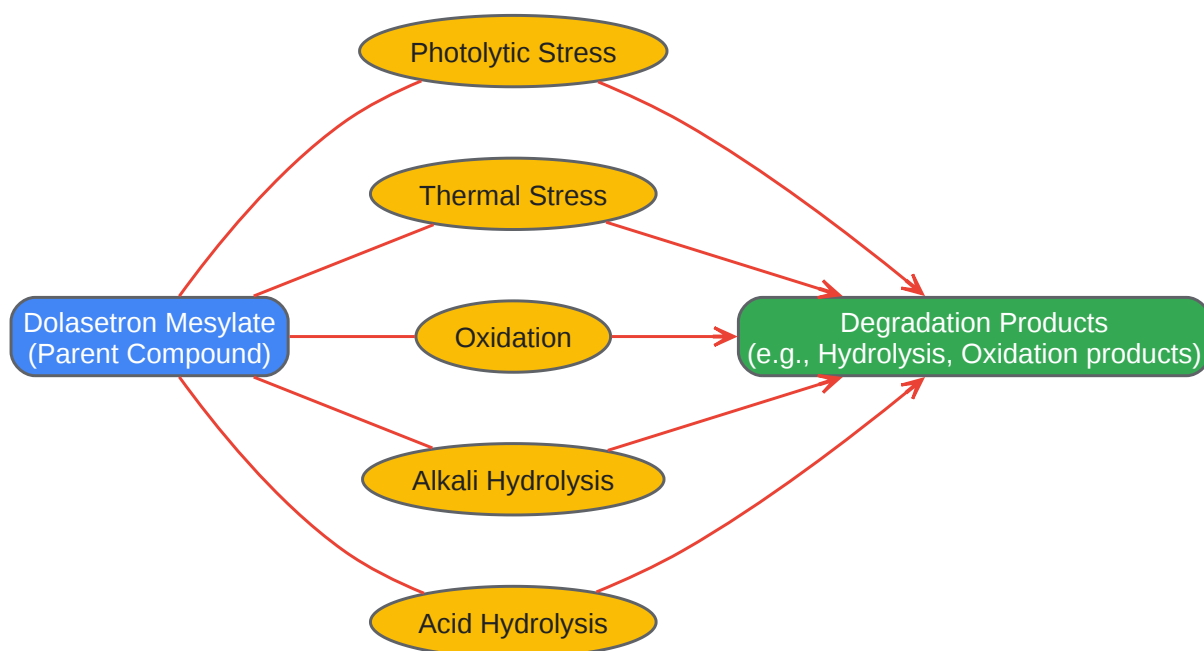 Photolytic Stress
Thermal Stress
Dolasetron Mesylate
(Parent Compound)
Oxidation
Degradation Products
(e.g., Hydrolysis, Oxidation products)
Alkali Hydrolysis
Acid Hydrolysis